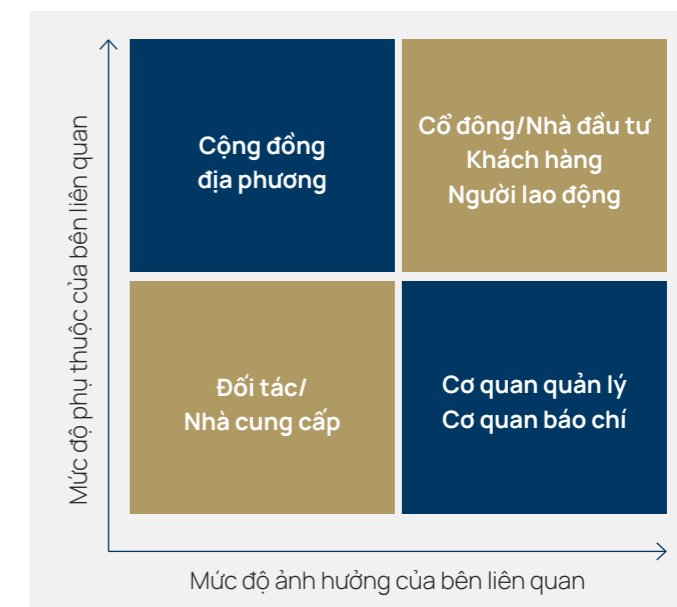 Mức độ phụ thuộc của bên liên quan
Cộng đồng
địa phương
Cổ đông/Nhà đầu tư
Khách hàng
Người lao động
Đối tác/
Nhà cung cấp
Cơ quan quản lý
Cơ quan báo chí
Mức độ ảnh hưởng của bên liên quan